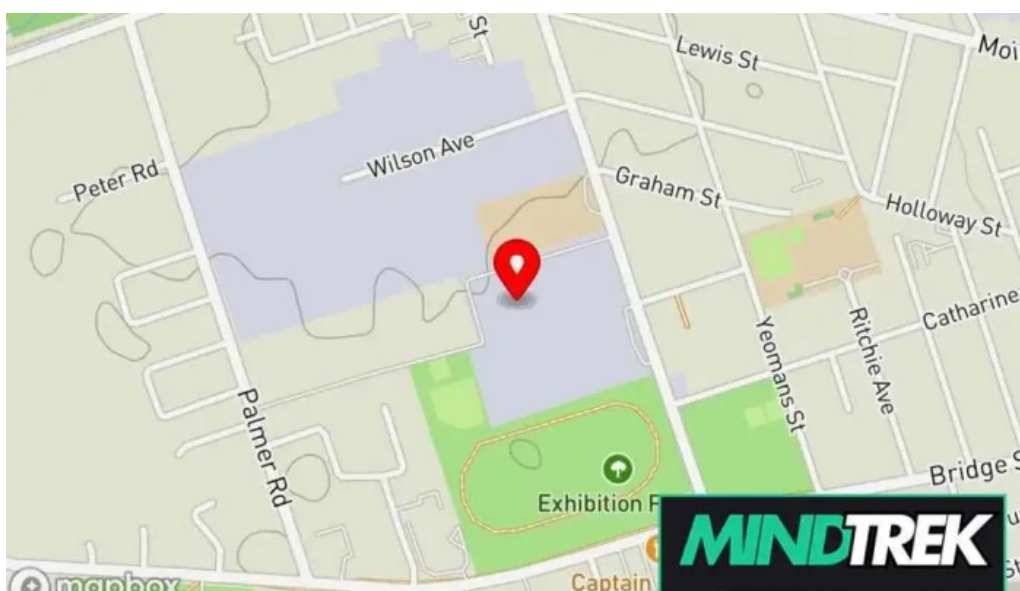 St
Lewis St
Moi
Wilson Ave
Peter Rd
Graham St
Holloway St
Catharine
Yeomans St
Ritchie Ave
Palmer Rd
Bridge S
Exhibition P
MINDTREK
Captain
St
mapbox